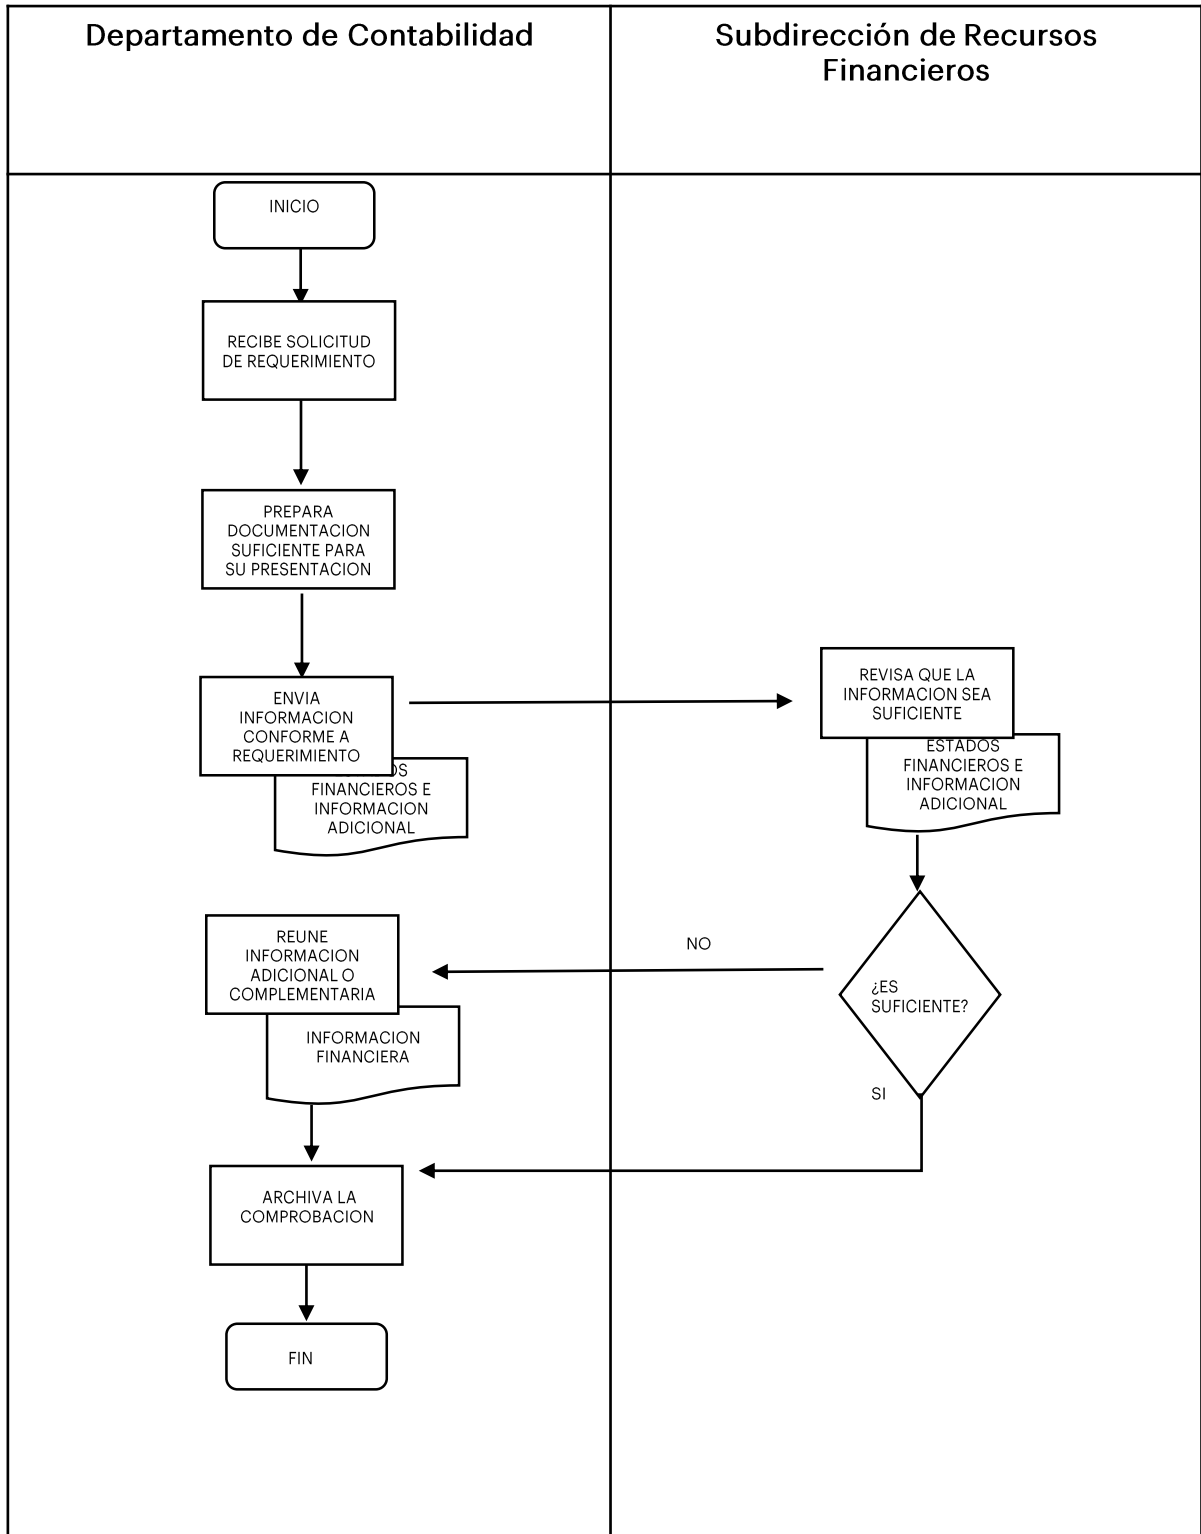 Departamento de Contabilidad
Subdirección de Recursos
Financieros
INICIO
RECIBE SOLICITUD
DE REQUERIMIENTO
PREPARA
DOCUMENTACION
SUFICIENTE PARA
SU PRESENTACION
ENVIA
INFORMACION
CONFORME A
REQUERIMIENTO
FINANCIEROS E
INFORMACION
ADICIONAL
REVISA QUE LA
INFORMACION SEA
SUFICIENTE
ESTADOS
FINANCIEROS E
INFORMACION
ADICIONAL
¿ES
SUFICIENTE?
NO
SI
REUNE
INFORMACION
ADICIONAL O
COMPLEMENTARIA
INFORMACION
FINANCIERA
ARCHIVA LA
COMPROBACION
FIN